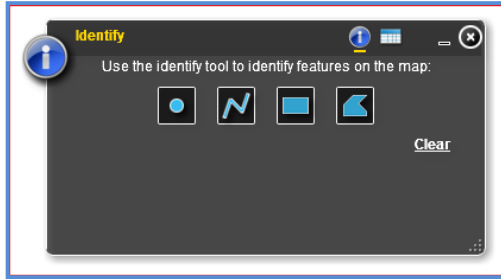 Identify
Use the identify tool to identify features on the map:
Clear